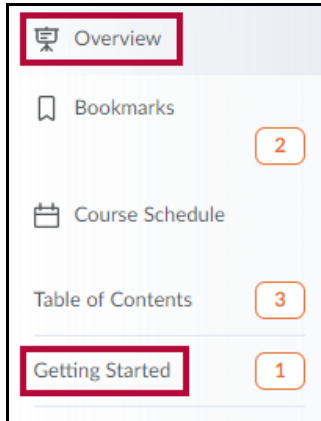 Overview
Bookmarks
2
Course Schedule
Table of Contents 3
Getting Started 1